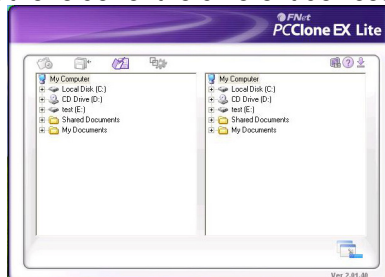 FNet
PCClone EX Lite
My Computer
Local Disk (C:)
CD Drive (D:)
test (E:)
Shared Documents
My Documents
My Computer
Local Disk (C:)
CD Drive (D:)
test (E:)
Shared Documents
My Documents
Ver 2.01.40